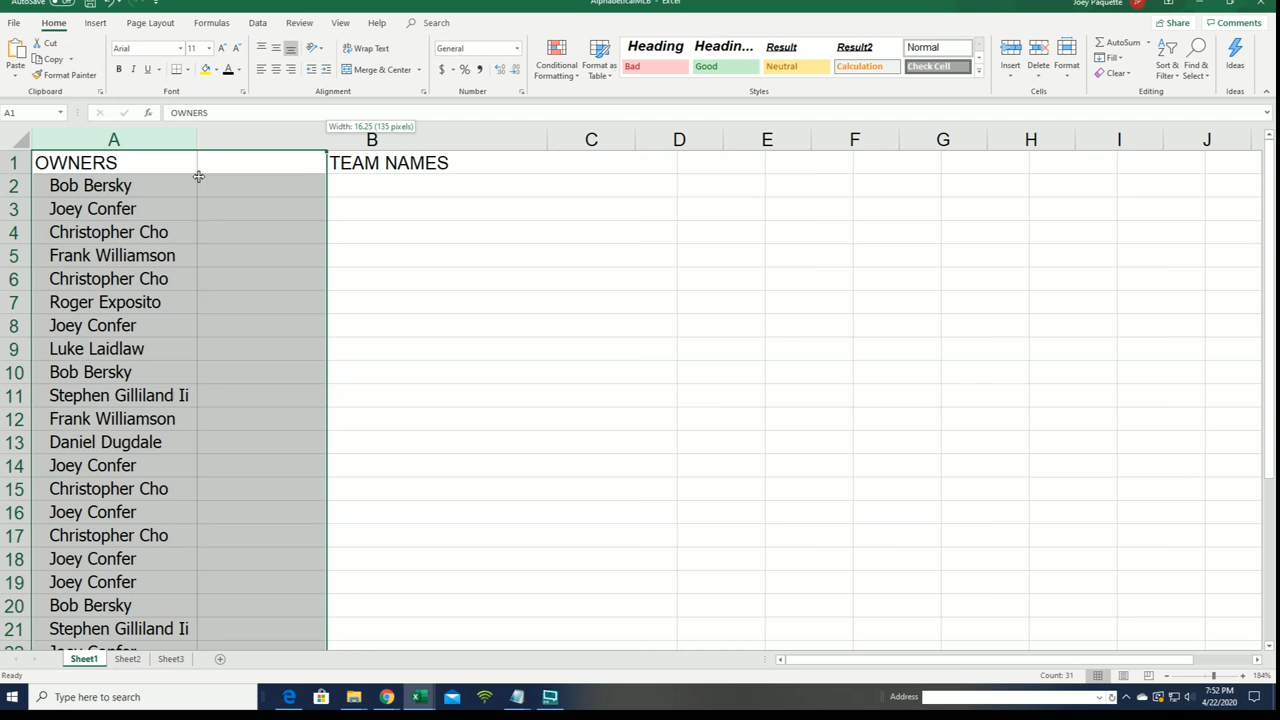 AutoSave
AlphabeticalMLB - Excel
Joey Paquette
JP
File Home Insert Page Layout Formulas Data Review View Help Search
Share Comments
Paste
Cut
Copy
Format Painter
Clipboard
Arial 11
Font
Wrap Text
Merge & Center
Alignment
General
Number
Conditional Formatting
Format as Table
Heading Headin... Result Result2 Normal
Bad Good Neutral Calculation Check Cell
Styles
Insert Delete Format
Cells
AutoSum
Fill
Clear
Sort & Filter
Find & Select
Editing
Ideas
Ideas
A1 fx OWNERS
Width: 16.25 (135 pixels)
A B C D E F G H I J
1 OWNERS TEAM NAMES
2 Bob Bersky
3 Joey Confer
4 Christopher Cho
5 Frank Williamson
6 Christopher Cho
7 Roger Exposito
8 Joey Confer
9 Luke Laidlaw
10 Bob Bersky
11 Stephen Gilliland Ii
12 Frank Williamson
13 Daniel Dugdale
14 Joey Confer
15 Christopher Cho
16 Joey Confer
17 Christopher Cho
18 Joey Confer
19 Joey Confer
20 Bob Bersky
21 Stephen Gilliland Ii
22 Joey Confer
Sheet1 Sheet2 Sheet3
Ready Count: 31 184%
Type here to search
Address
7:52 PM
4/22/2020